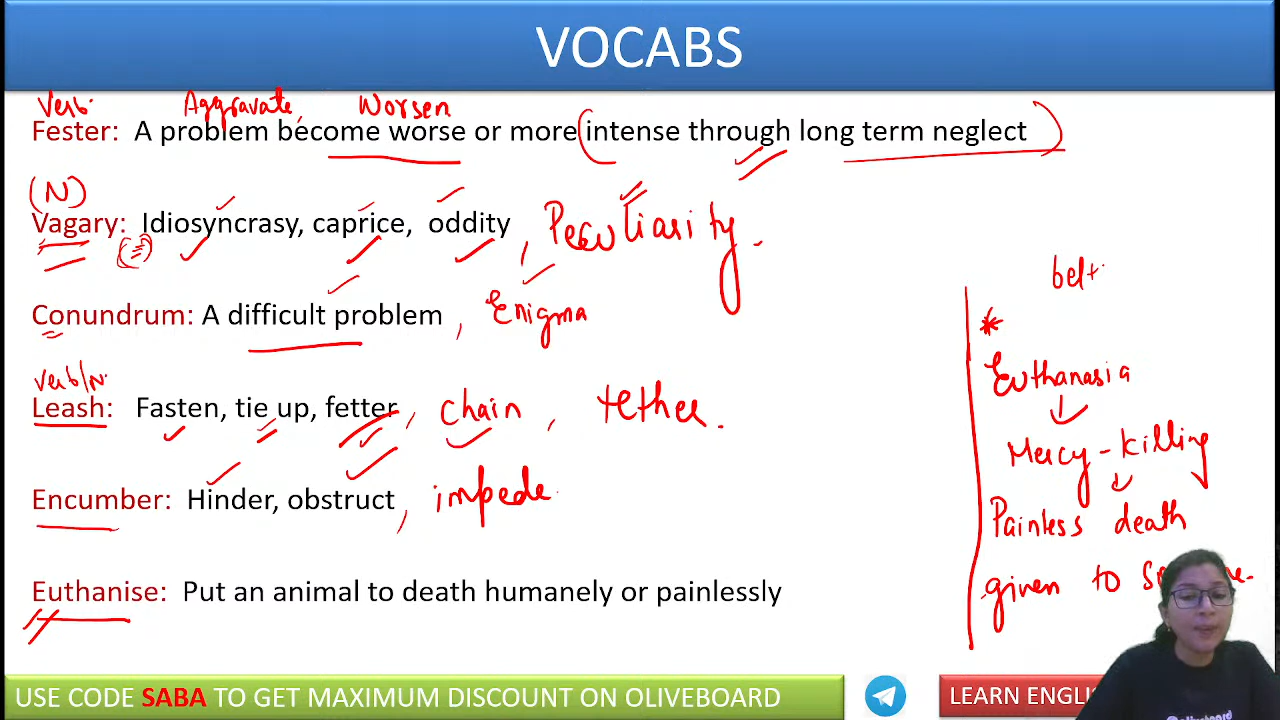 VOCABS
Verb. Aggravate, Worsen
Fester: A problem become worse or more intense through long term neglect
(N)
Vagary: Idiosyncrasy, caprice, oddity, Peculiarity.
Conundrum: A difficult problem, Enigma
Verb/N.
Leash: Fasten, tie up, fetter, chain, tether.
Encumber: Hinder, obstruct, impede
Euthanise: Put an animal to death humanely or painlessly
belt
*
Euthanasia
Mercy-killing
Painless death
given to
USE CODE SABA TO GET MAXIMUM DISCOUNT ON OLIVEBOARD
LEARN